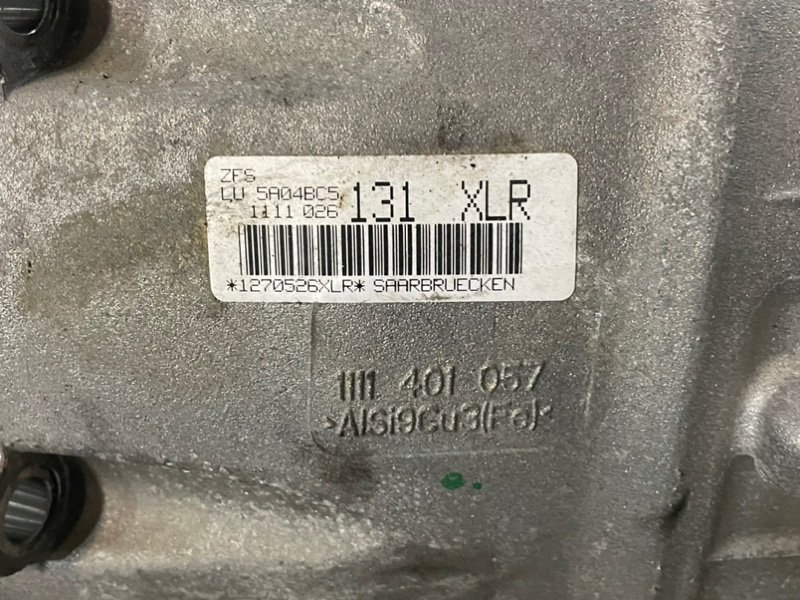 ZFS
LU 5A04BC5 131 XLR
1111 026
*1270526XLR* SAARBRUECKEN
1111 401 057
>AlSi9Cu3(Fe)<